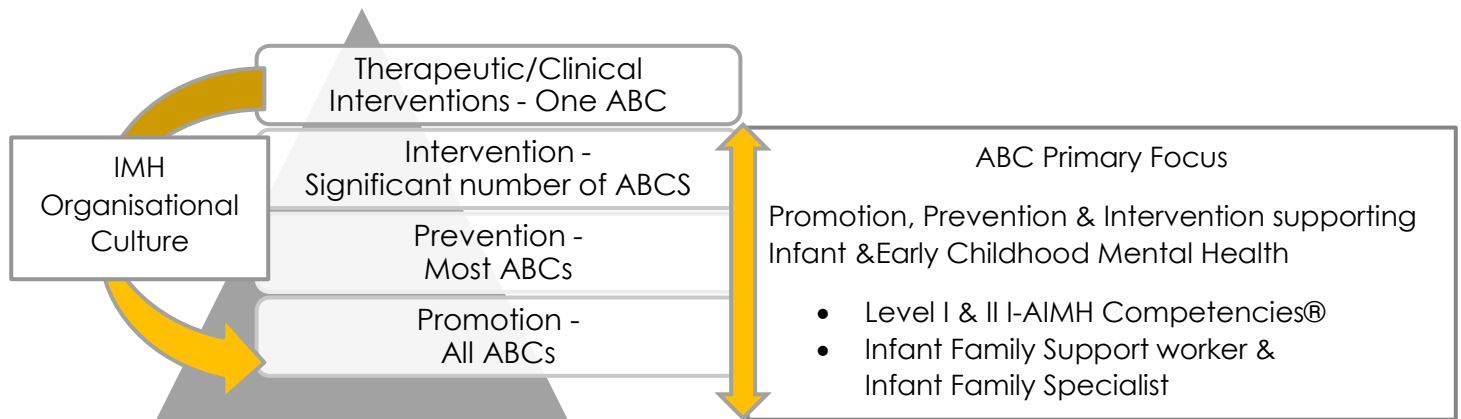 Therapeutic/Clinical
Interventions - One ABC
IMH
Organisational
Culture
Intervention -
Significant number of ABCS
Prevention -
Most ABCs
Promotion -
All ABCs
ABC Primary Focus
Promotion, Prevention & Intervention supporting
Infant &Early Childhood Mental Health
• Level I & II I-AIMH Competencies®
• Infant Family Support worker &
Infant Family Specialist